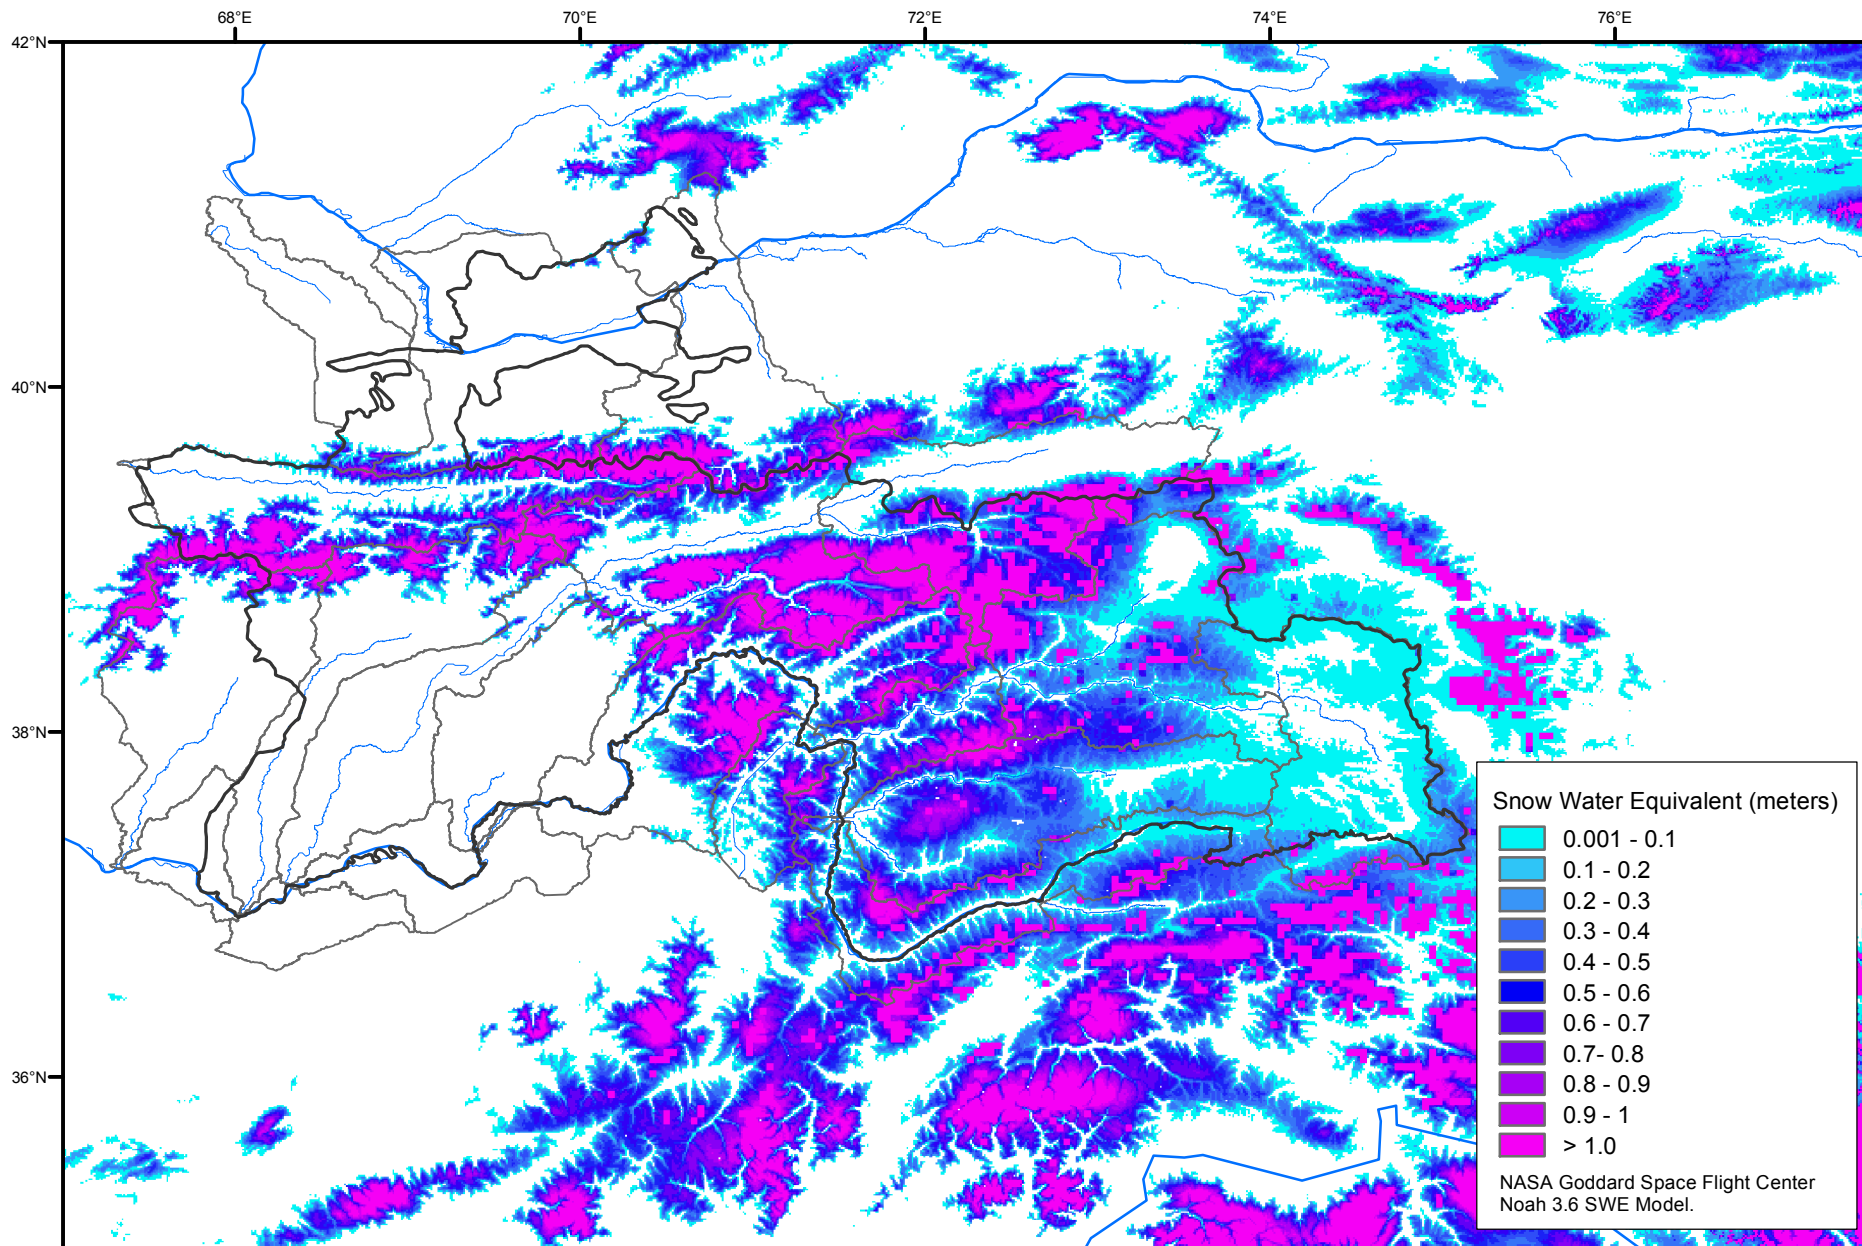 68°E 70°E 72°E 74°E 76°E
42°N
40°N
38°N
36°N
Snow Water Equivalent (meters)
0.001 - 0.1
0.1 - 0.2
0.2 - 0.3
0.3 - 0.4
0.4 - 0.5
0.5 - 0.6
0.6 - 0.7
0.7- 0.8
0.8 - 0.9
0.9 - 1
> 1.0
NASA Goddard Space Flight Center
Noah 3.6 SWE Model.